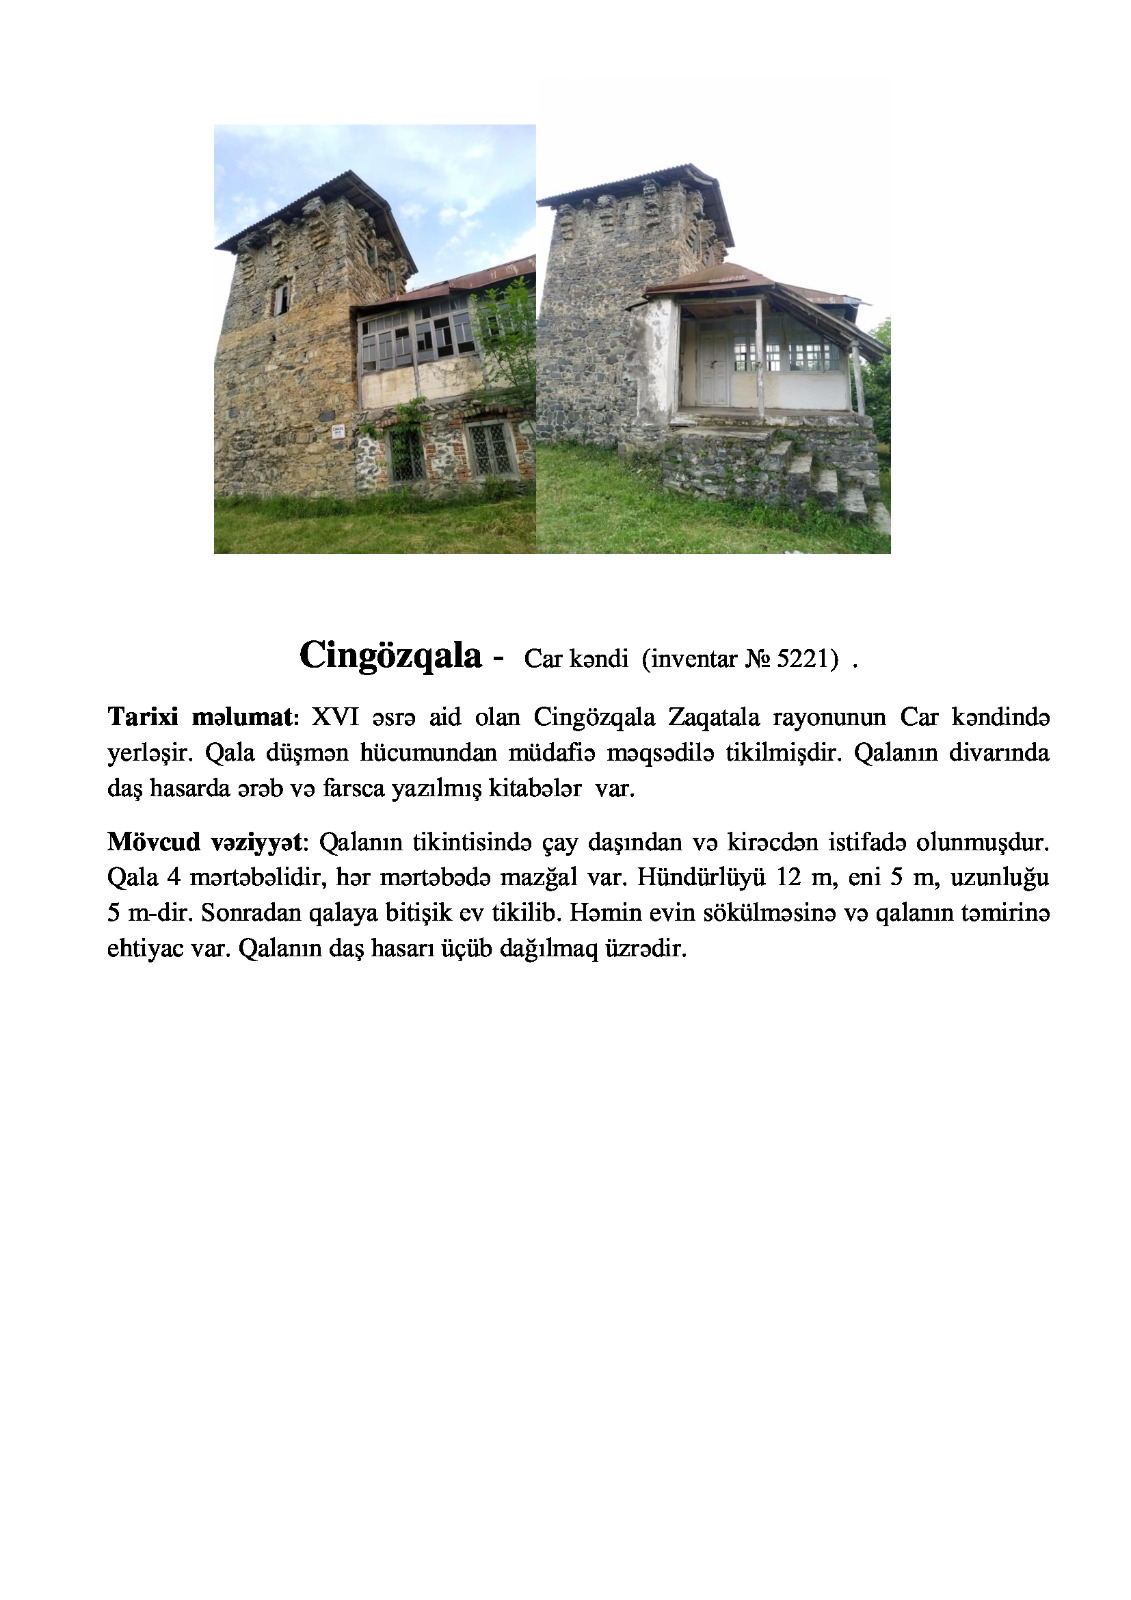 Cingözqala - Car kəndi (inventar № 5221) .
Tarixi məlumat: XVI əsrə aid olan Cingözqala Zaqatala rayonunun Car kəndində
yerləşir. Qala düşmən hücumundan müdafiə məqsədilə tikilmişdir. Qalanın divarında
daş hasarda ərəb və farsca yazılmış kitabələr var.
Mövcud vəziyyət: Qalanın tikintisində çay daşından və kirəcdən istifadə olunmuşdur.
Qala 4 mərtəbəlidir, hər mərtəbədə mazğal var. Hündürlüyü 12 m, eni 5 m, uzunluğu
5 m-dir. Sonradan qalaya bitişik ev tikilib. Həmin evin sökülməsinə və qalanın təmirinə
ehtiyac var. Qalanın daş hasarı üçüb dağılmaq üzrədir.